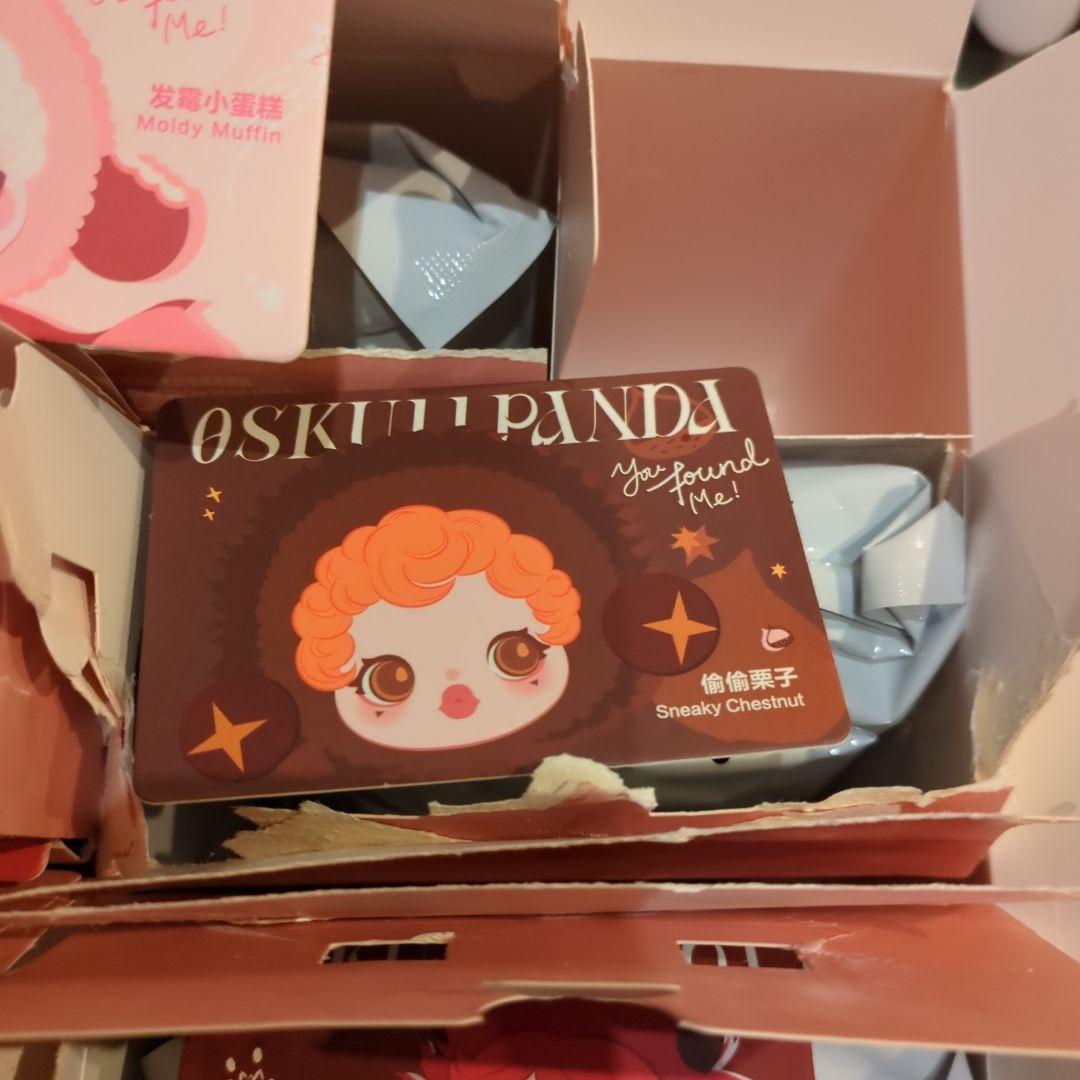 Me!
发霉小蛋糕
Moldy Muffin
SKULLPANDA
You found
Me!
偷偷栗子
Sneaky Chestnut